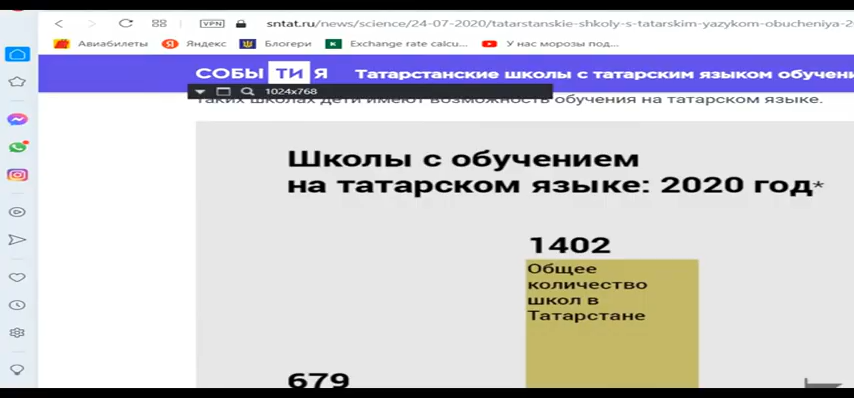 VPN
sntat.ru/news/science/24-07-2020/tatarstanskie-shkoly-s-tatarskim-yazykom-obucheniya-2
Авиабилеты Яндекс Блогери Exchange rate calcu... У нас морозы под...
СОБЫТИЯ Татарстанские школы с татарским языком обучени
1024x768
таких школах дети имеют возможность обучения на татарском языке.
Школы с обучением
на татарском языке: 2020 год*
1402
Общее
количество
школ в
Татарстане
679